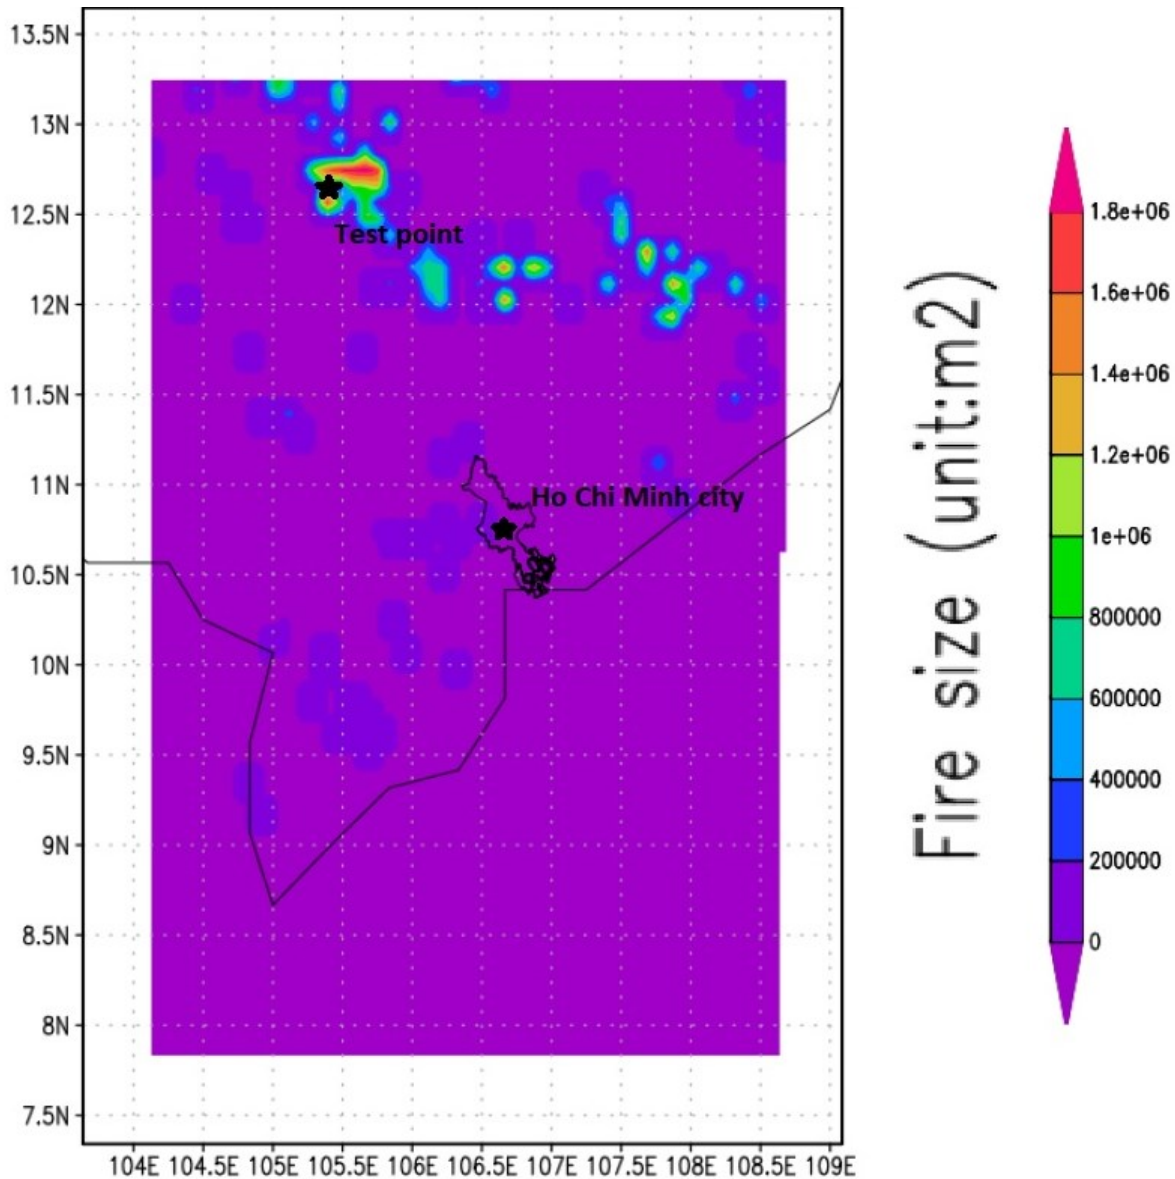 13.5N
13N
12.5N
12N
11.5N
11N
10.5N
10N
9.5N
9N
8.5N
8N
7.5N
104E 104.5E 105E 105.5E 106E 106.5E 107E 107.5E 108E 108.5E 109E
Test point
Ho Chi Minh city
Fire size (unit:m2)
1.8e+06
1.6e+06
1.4e+06
1.2e+06
1e+06
800000
600000
400000
200000
0